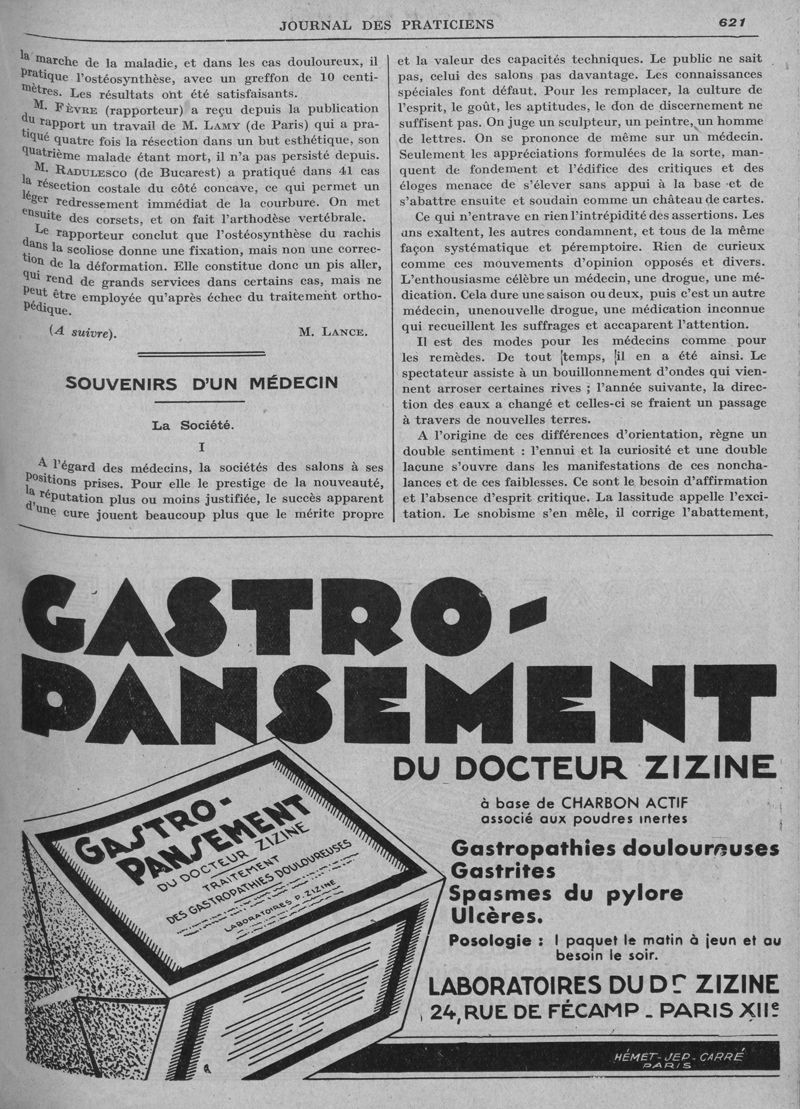 JOURNAL DES PRATICIENS
621
la marche de la maladie, et dans les cas douloureux, il
pratique l'ostéosynthèse, avec un greffon de 10 centi-
mètres. Les résultats ont été satisfaisants.
M. FÈVRE (rapporteur) a reçu depuis la publication
du rapport un travail de M. LAMY (de Paris) qui a pra-
tiqué quatre fois la résection dans un but esthétique, son
quatrième malade étant mort, il n'a pas persisté depuis.
M. RADULESCO (de Bucarest) a pratiqué dans 41 cas
la résection costale du côté concave, ce qui permet un
léger redressement immédiat de la courbure. On met
ensuite des corsets, et on fait l'arthodèse vertébrale.
Le rapporteur conclut que l'ostéosynthèse du rachis
dans la scoliose donne une fixation, mais non une correc-
tion de la déformation. Elle constitue donc un pis aller,
qui rend de grands services dans certains cas, mais ne
peut être employée qu'après échec du traitement ortho-
pédique.
(A suivre). M. LANCE.
SOUVENIRS D'UN MÉDECIN
La Société.
I
A l'égard des médecins, la sociétés des salons à ses
positions prises. Pour elle le prestige de la nouveauté,
la réputation plus ou moins justifiée, le succès apparent
d'une cure jouent beaucoup plus que le mérite propre
et la valeur des capacités techniques. Le public ne sait
pas, celui des salons pas davantage. Les connaissances
spéciales font défaut. Pour les remplacer, la culture de
l'esprit, le goût, les aptitudes, le don de discernement ne
suffisent pas. On juge un sculpteur, un peintre, un homme
de lettres. On se prononce de même sur un médecin.
Seulement les appréciations formulées de la sorte, man-
quent de fondement et l'édifice des critiques et des
éloges menace de s'élever sans appui à la base et de
s'abattre ensuite et soudain comme un château de cartes.
Ce qui n'entrave en rien l'intrépidité des assertions. Les
uns exaltent, les autres condamnent, et tous de la même
façon systématique et péremptoire. Rien de curieux
comme ces mouvements d'opinion opposés et divers.
L'enthousiasme célèbre un médecin, une drogue, une mé-
dication. Cela dure une saison ou deux, puis c'est un autre
médecin, unenouvelle drogue, une médication inconnue
qui recueillent les suffrages et accaparent l'attention.
Il est des modes pour les médecins comme pour
les remèdes. De tout temps, il en a été ainsi. Le
spectateur assiste à un bouillonnement d'ondes qui vien-
nent arroser certaines rives ; l'année suivante, la direc-
tion des eaux a changé et celles-ci se fraient un passage
à travers de nouvelles terres.
A l'origine de ces différences d'orientation, règne un
double sentiment : l'ennui et la curiosité et une double
lacune s'ouvre dans les manifestations de ces noncha-
lances et de ces faiblesses. Ce sont le besoin d'affirmation
et l'absence d'esprit critique. La lassitude appelle l'exci-
tation. Le snobisme s'en mêle, il corrige l'abattement,
GASTRO-
PANSEMENT
DU DOCTEUR ZIZINE
à base de CHARBON ACTIF
associé aux poudres inertes
Gastropathies douloureuses
Gastrites
Spasmes du pylore
Ulcères.
Posologie : 1 paquet le matin à jeun et au
besoin le soir.
LABORATOIRES DU Dr ZIZINE
24, RUE DE FÉCAMP - PARIS XIIe
GASTRO-
PANSEMENT
DU DOCTEUR ZIZINE
TRAITEMENT
DES GASTROPATHIES DOULOUREUSES
LABORATOIRES P. ZIZINE
HÉMET-JEP-CARRÉ
PARIS